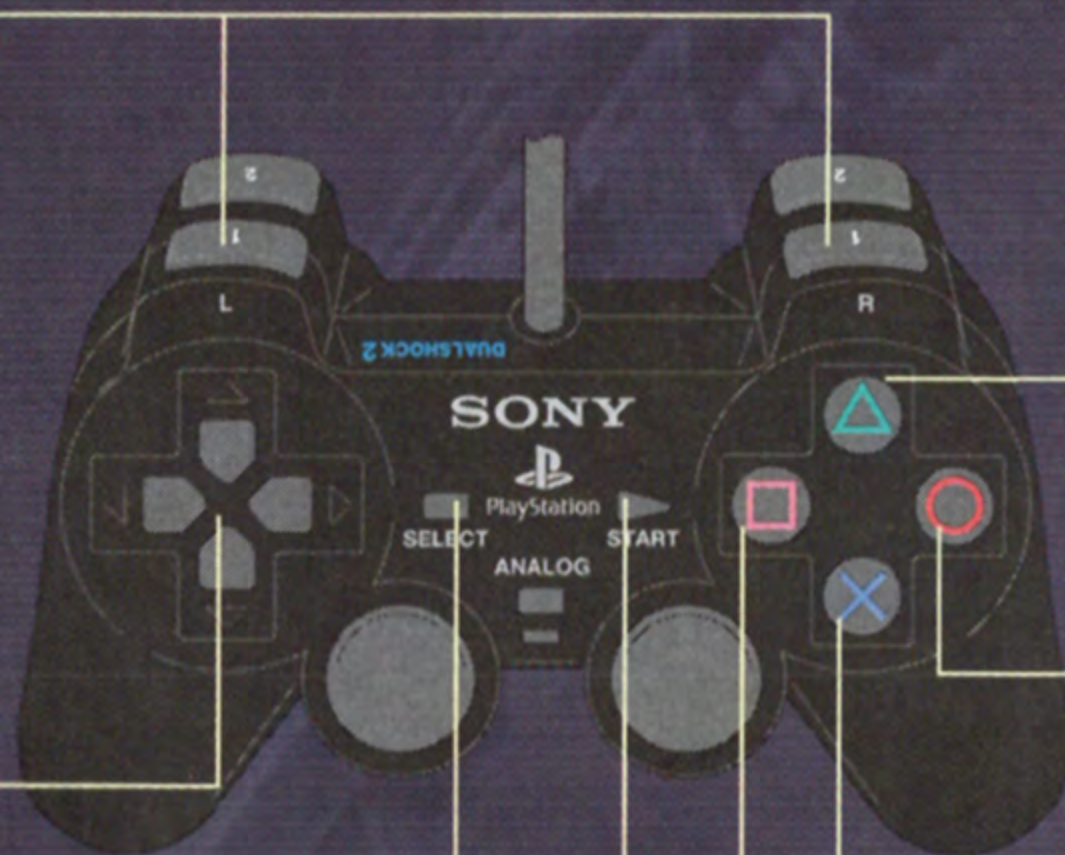 2
2
1
1
L
R
DUALSHOCK 2
SONY
PlayStation
SELECT
START
ANALOG